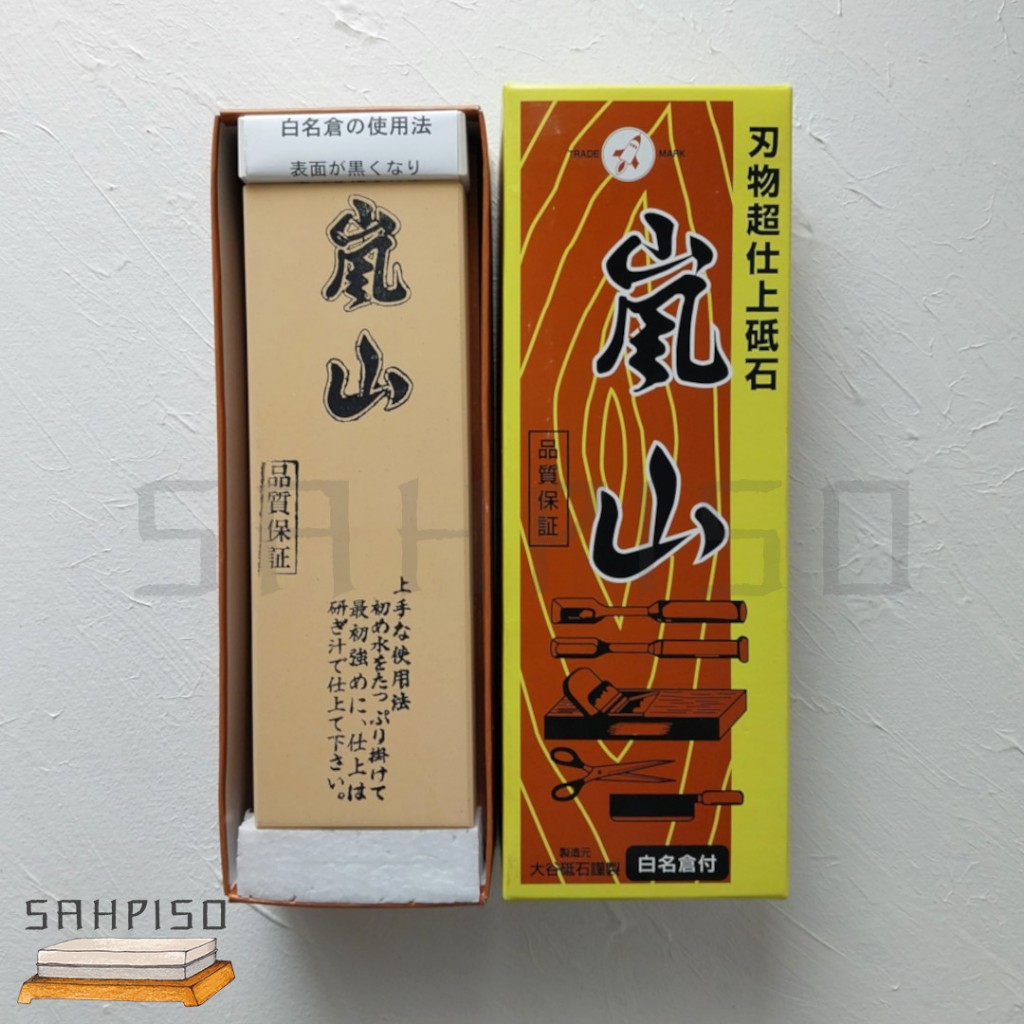 白名倉の使用法
表面が黒くなり
嵐山
品質保証
上手な使用法
初め水をたっぷり掛けて
最初強めに、仕上は
研ぎ汁で仕上て下さい。
TRADE MARK
刃物超仕上砥石
嵐山
品質保証
製造元
大谷砥石謹製
白名倉付
SAHPISO
SAHPISO